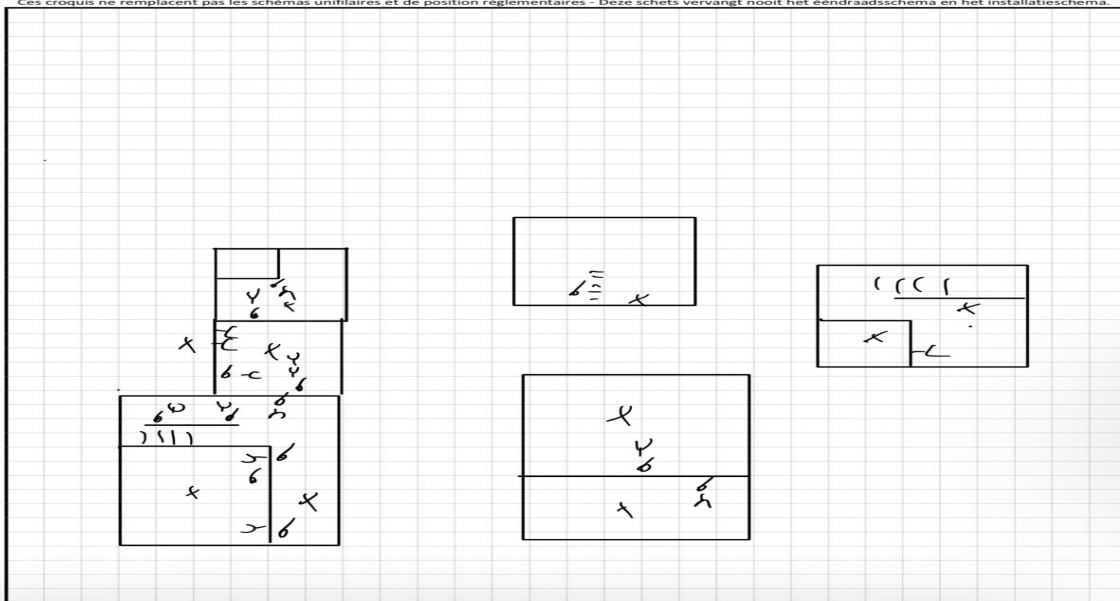 Ces croquis ne remplacent pas les schémas unifilaires et de position réglementaires - Deze schets vervangt nooit het eéndraadsschema en het installatieschema.